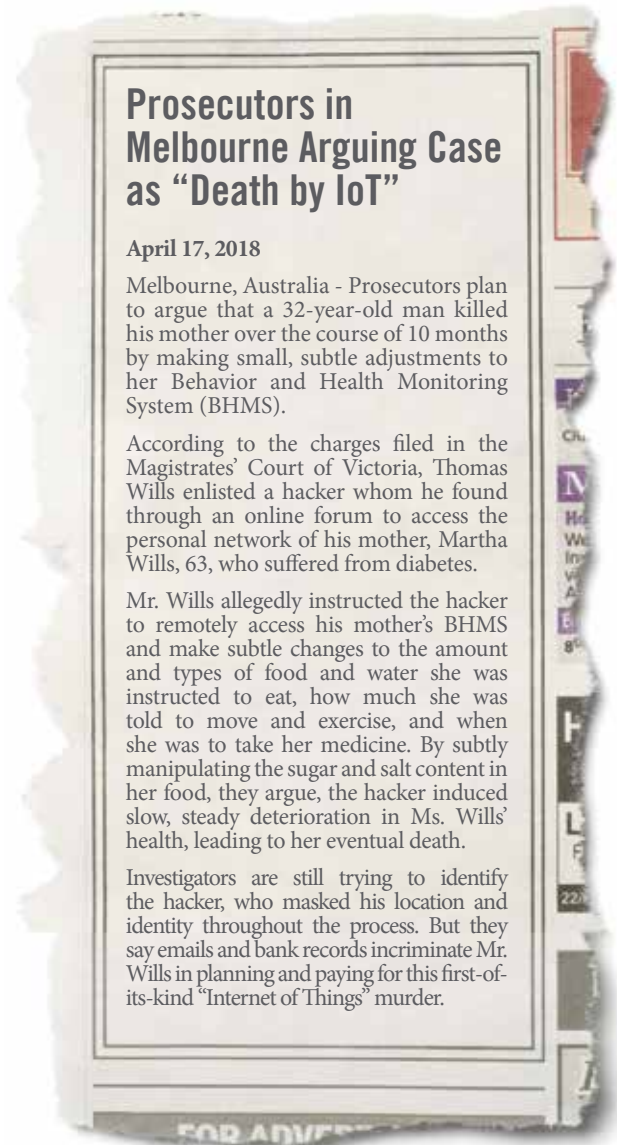 Prosecutors in
Melbourne Arguing Case
as “Death by IoT”
April 17, 2018
Melbourne, Australia - Prosecutors plan
to argue that a 32-year-old man killed
his mother over the course of 10 months
by making small, subtle adjustments to
her Behavior and Health Monitoring
System (BHMS).
According to the charges filed in the
Magistrates’ Court of Victoria, Thomas
Wills enlisted a hacker whom he found
through an online forum to access the
personal network of his mother, Martha
Wills, 63, who suffered from diabetes.
Mr. Wills allegedly instructed the hacker
to remotely access his mother’s BHMS
and make subtle changes to the amount
and types of food and water she was
instructed to eat, how much she was
told to move and exercise, and when
she was to take her medicine. By subtly
manipulating the sugar and salt content in
her food, they argue, the hacker induced
slow, steady deterioration in Ms. Wills’
health, leading to her eventual death.
Investigators are still trying to identify
the hacker, who masked his location and
identity throughout the process. But they
say emails and bank records incriminate Mr.
Wills in planning and paying for this first-of-
its-kind “Internet of Things” murder.
We
FOR